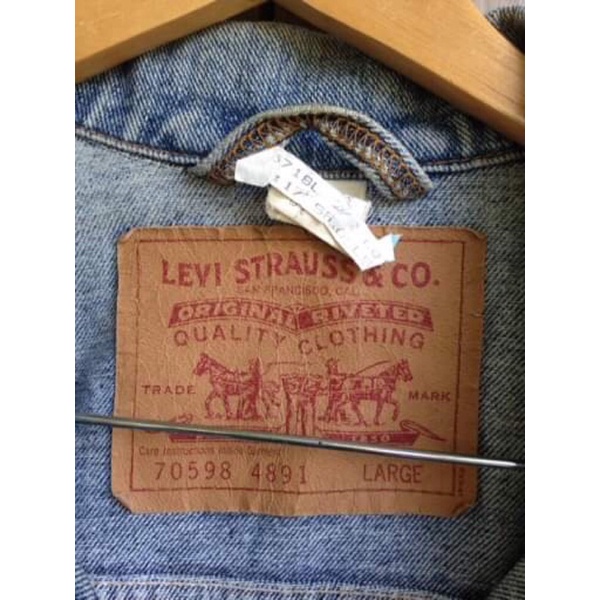 LEVI STRAUSS & CO.
SAN FRANCISCO, CAL.
ORIGINAL RIVETED
QUALITY CLOTHING
TRADE MARK
Care Instructions Inside Garment
70598 4891 LARGE